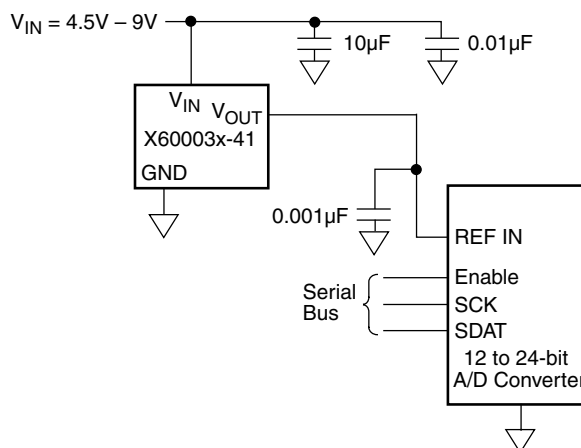 VIN = 4.5V – 9V
10µF
0.01µF
VIN
VOUT
X60003x-41
GND
0.001µF
REF IN
Enable
Serial
Bus
SCK
SDAT
12 to 24-bit
A/D Converter